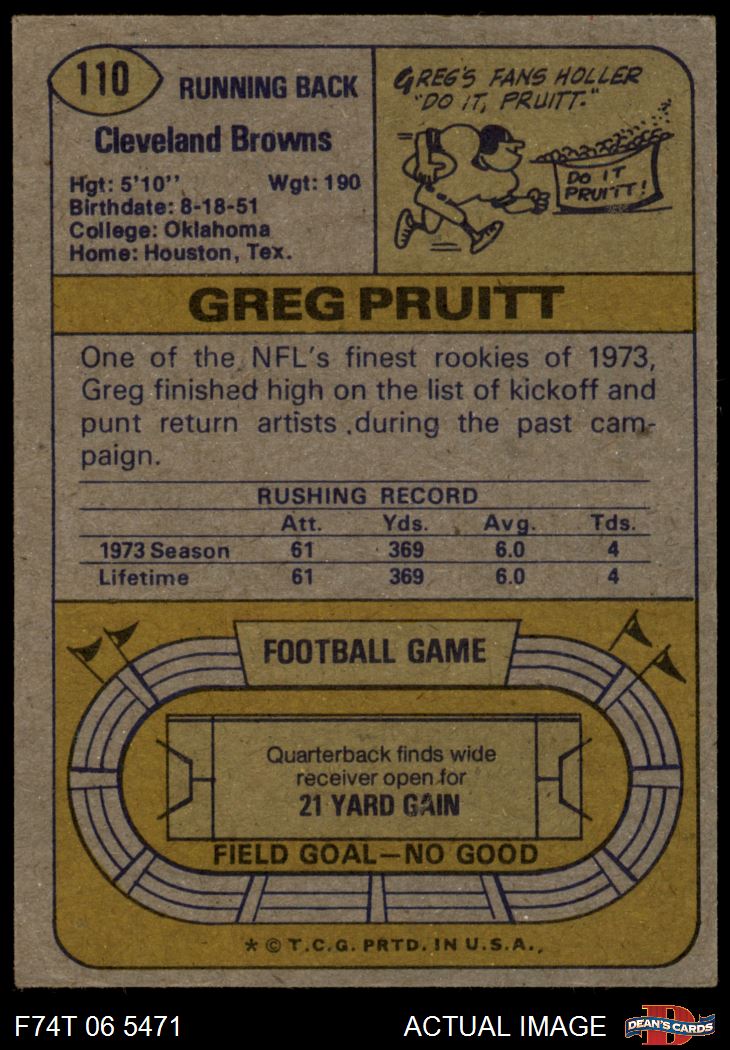 110
RUNNING BACK
Cleveland Browns
Hgt: 5'10'' Wgt: 190
Birthdate: 8-18-51
College: Oklahoma
Home: Houston, Tex.
GREG'S FANS HOLLER
"DO IT, PRUITT."
DO IT
PRUITT!
GREG PRUITT
One of the NFL's finest rookies of 1973,
Greg finished high on the list of kickoff and
punt return artists during the past cam-
paign.
RUSHING RECORD
Att. Yds. Avg. Tds.
1973 Season 61 369 6.0 4
Lifetime 61 369 6.0 4
FOOTBALL GAME
Quarterback finds wide
receiver open for
21 YARD GAIN
FIELD GOAL—NO GOOD
* © T.C.G. PRTD. IN U.S.A.
F74T 06 5471 ACTUAL IMAGE
D
DEAN'S CARDS